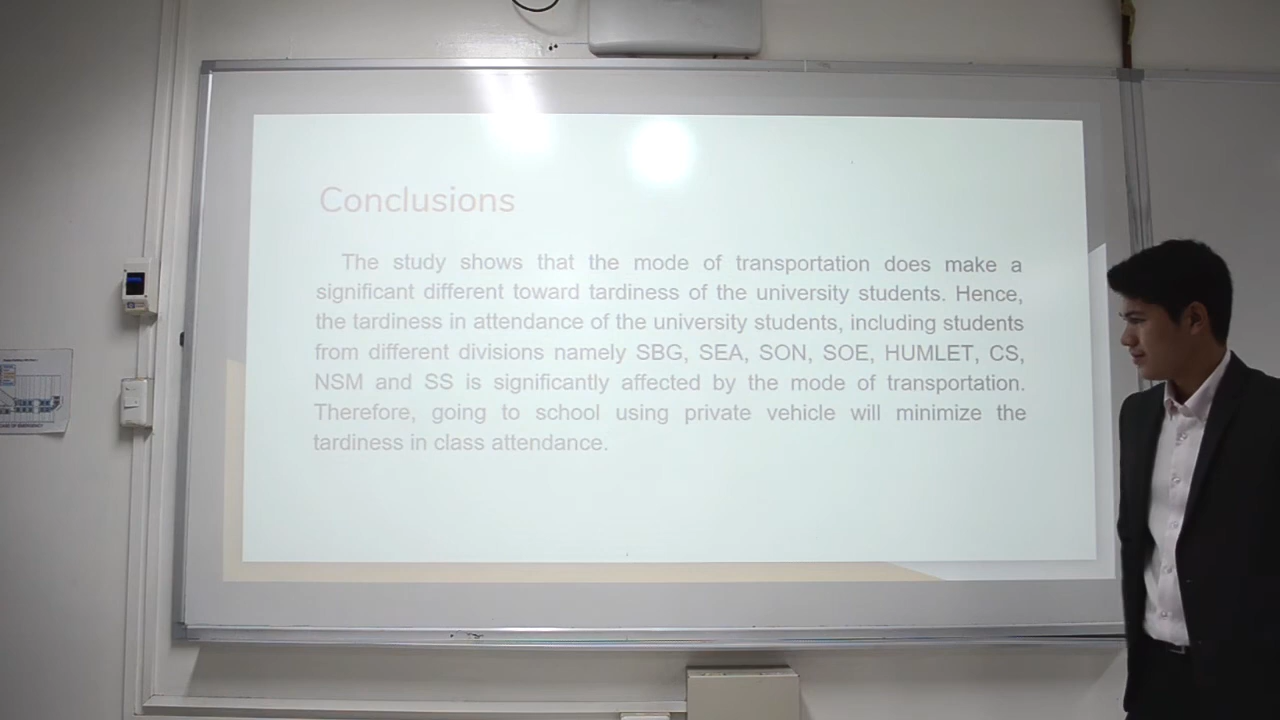 Conclusions
The study shows that the mode of transportation does make a
significant different toward tardiness of the university students. Hence,
the tardiness in attendance of the university students, including students
from different divisions namely SBG, SEA, SON, SOE, HUMLET, CS,
NSM and SS is significantly affected by the mode of transportation.
Therefore, going to school using private vehicle will minimize the
tardiness in class attendance.